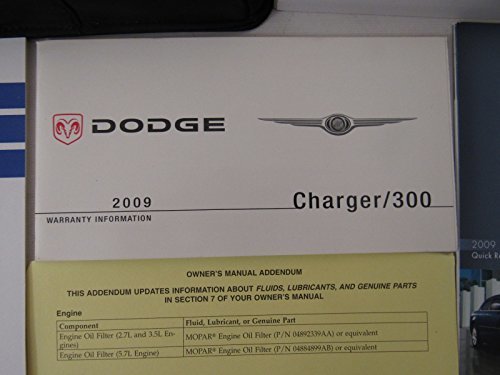 DODGE
2009
WARRANTY INFORMATION
Charger/300
2009
Quick
OWNER'S MANUAL ADDENDUM
THIS ADDENDUM UPDATES INFORMATION ABOUT FLUIDS, LUBRICANTS, AND GENUINE PARTS
IN SECTION 7 OF YOUR OWNER'S MANUAL
Engine
Component Fluid, Lubricant, or Genuine Part
Engine Oil Filter (2.7L and 3.5L En-
gines) MOPAR® Engine Oil Filter (P/N 04892339AA) or equivalent
Engine Oil Filter (5.7L Engine) MOPAR® Engine Oil Filter (P/N 04884899AB) or equivalent